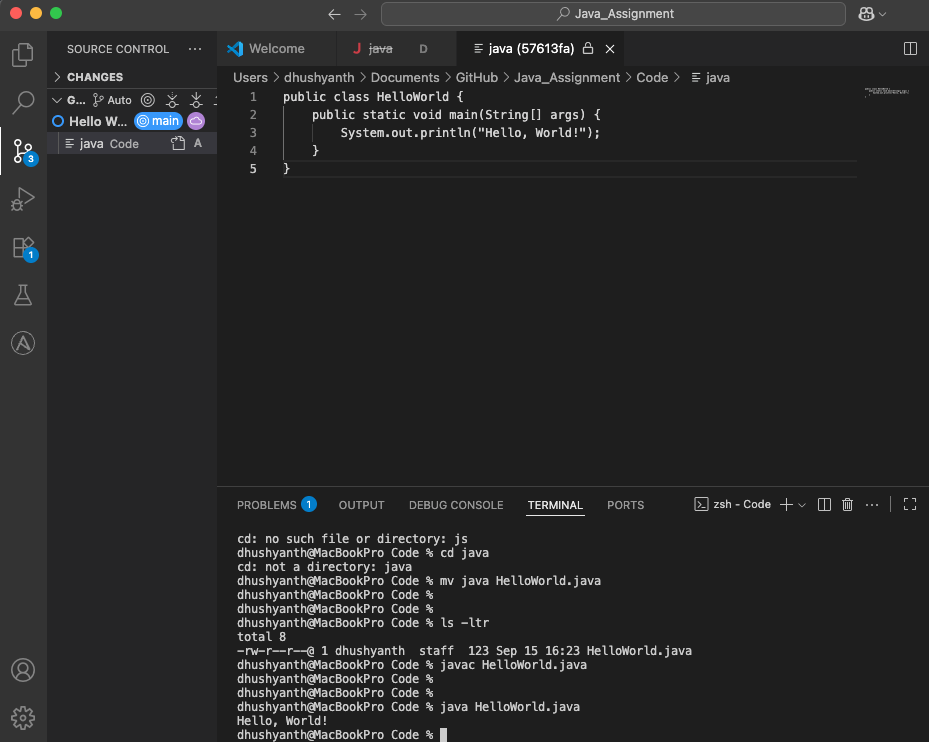 Java_Assignment
SOURCE CONTROL ...
Welcome
java D
java (57613fa)
CHANGES
G... Auto
Hello W... main
java Code A
3
1
Users > dhushyanth > Documents > GitHub > Java_Assignment > Code > java
1 public class HelloWorld {
2 public static void main(String[] args) {
3 System.out.println("Hello, World!");
4 }
5 }
PROBLEMS 1 OUTPUT DEBUG CONSOLE TERMINAL PORTS zsh - Code ...
cd: no such file or directory: js
dhushyanth@MacBookPro Code % cd java
cd: not a directory: java
dhushyanth@MacBookPro Code % mv java HelloWorld.java
dhushyanth@MacBookPro Code %
dhushyanth@MacBookPro Code %
dhushyanth@MacBookPro Code % ls -ltr
total 8
-rw-r--r--@ 1 dhushyanth  staff  123 Sep 15 16:23 HelloWorld.java
dhushyanth@MacBookPro Code % javac HelloWorld.java
dhushyanth@MacBookPro Code %
dhushyanth@MacBookPro Code %
dhushyanth@MacBookPro Code % java HelloWorld.java
Hello, World!
dhushyanth@MacBookPro Code %